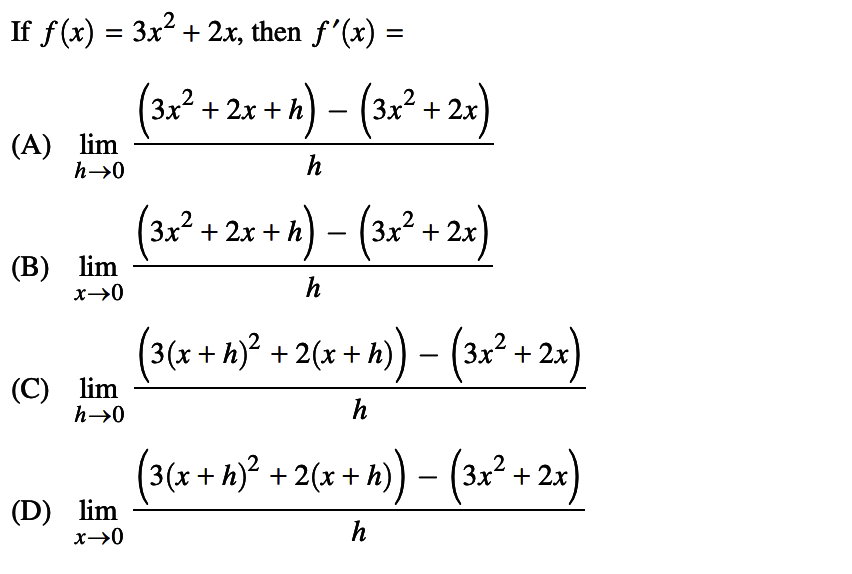 If f(x) = 3x² + 2x, then f′(x) =
(A) lim h→0 (3x² + 2x + h) − (3x² + 2x) / h
(B) lim x→0 (3x² + 2x + h) − (3x² + 2x) / h
(C) lim h→0 (3(x + h)² + 2(x + h)) − (3x² + 2x) / h
(D) lim x→0 (3(x + h)² + 2(x + h)) − (3x² + 2x) / h